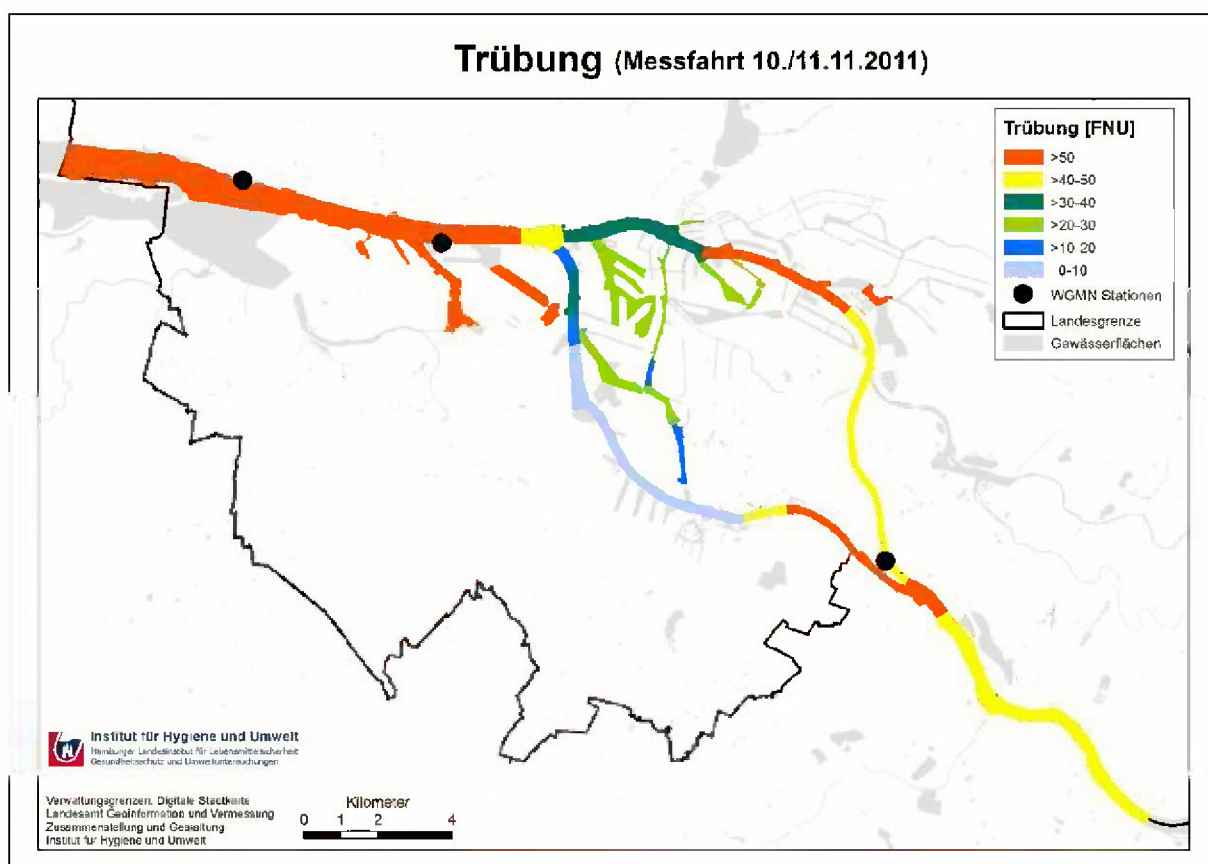 Trübung (Messfahrt 10./11.11.2011)
Trübung [FNU]
>50
>40-50
>30-40
>20-30
>10-20
0-10
WGMN Stationen
Landesgrenze
Gewässerflächen
Institut für Hygiene und Umwelt
Hamburger Landesinstitut für Lebensmittelsicherheit
Gesundheitsschutz und Umweltuntersuchungen
Verwaltungsgrenzen: Digitale Stadtkarte
Landesamt Geoinformation und Vermessung
Zusammenstellung und Gestaltung
Institut für Hygiene und Umwelt
Kilometer
0 1 2 4